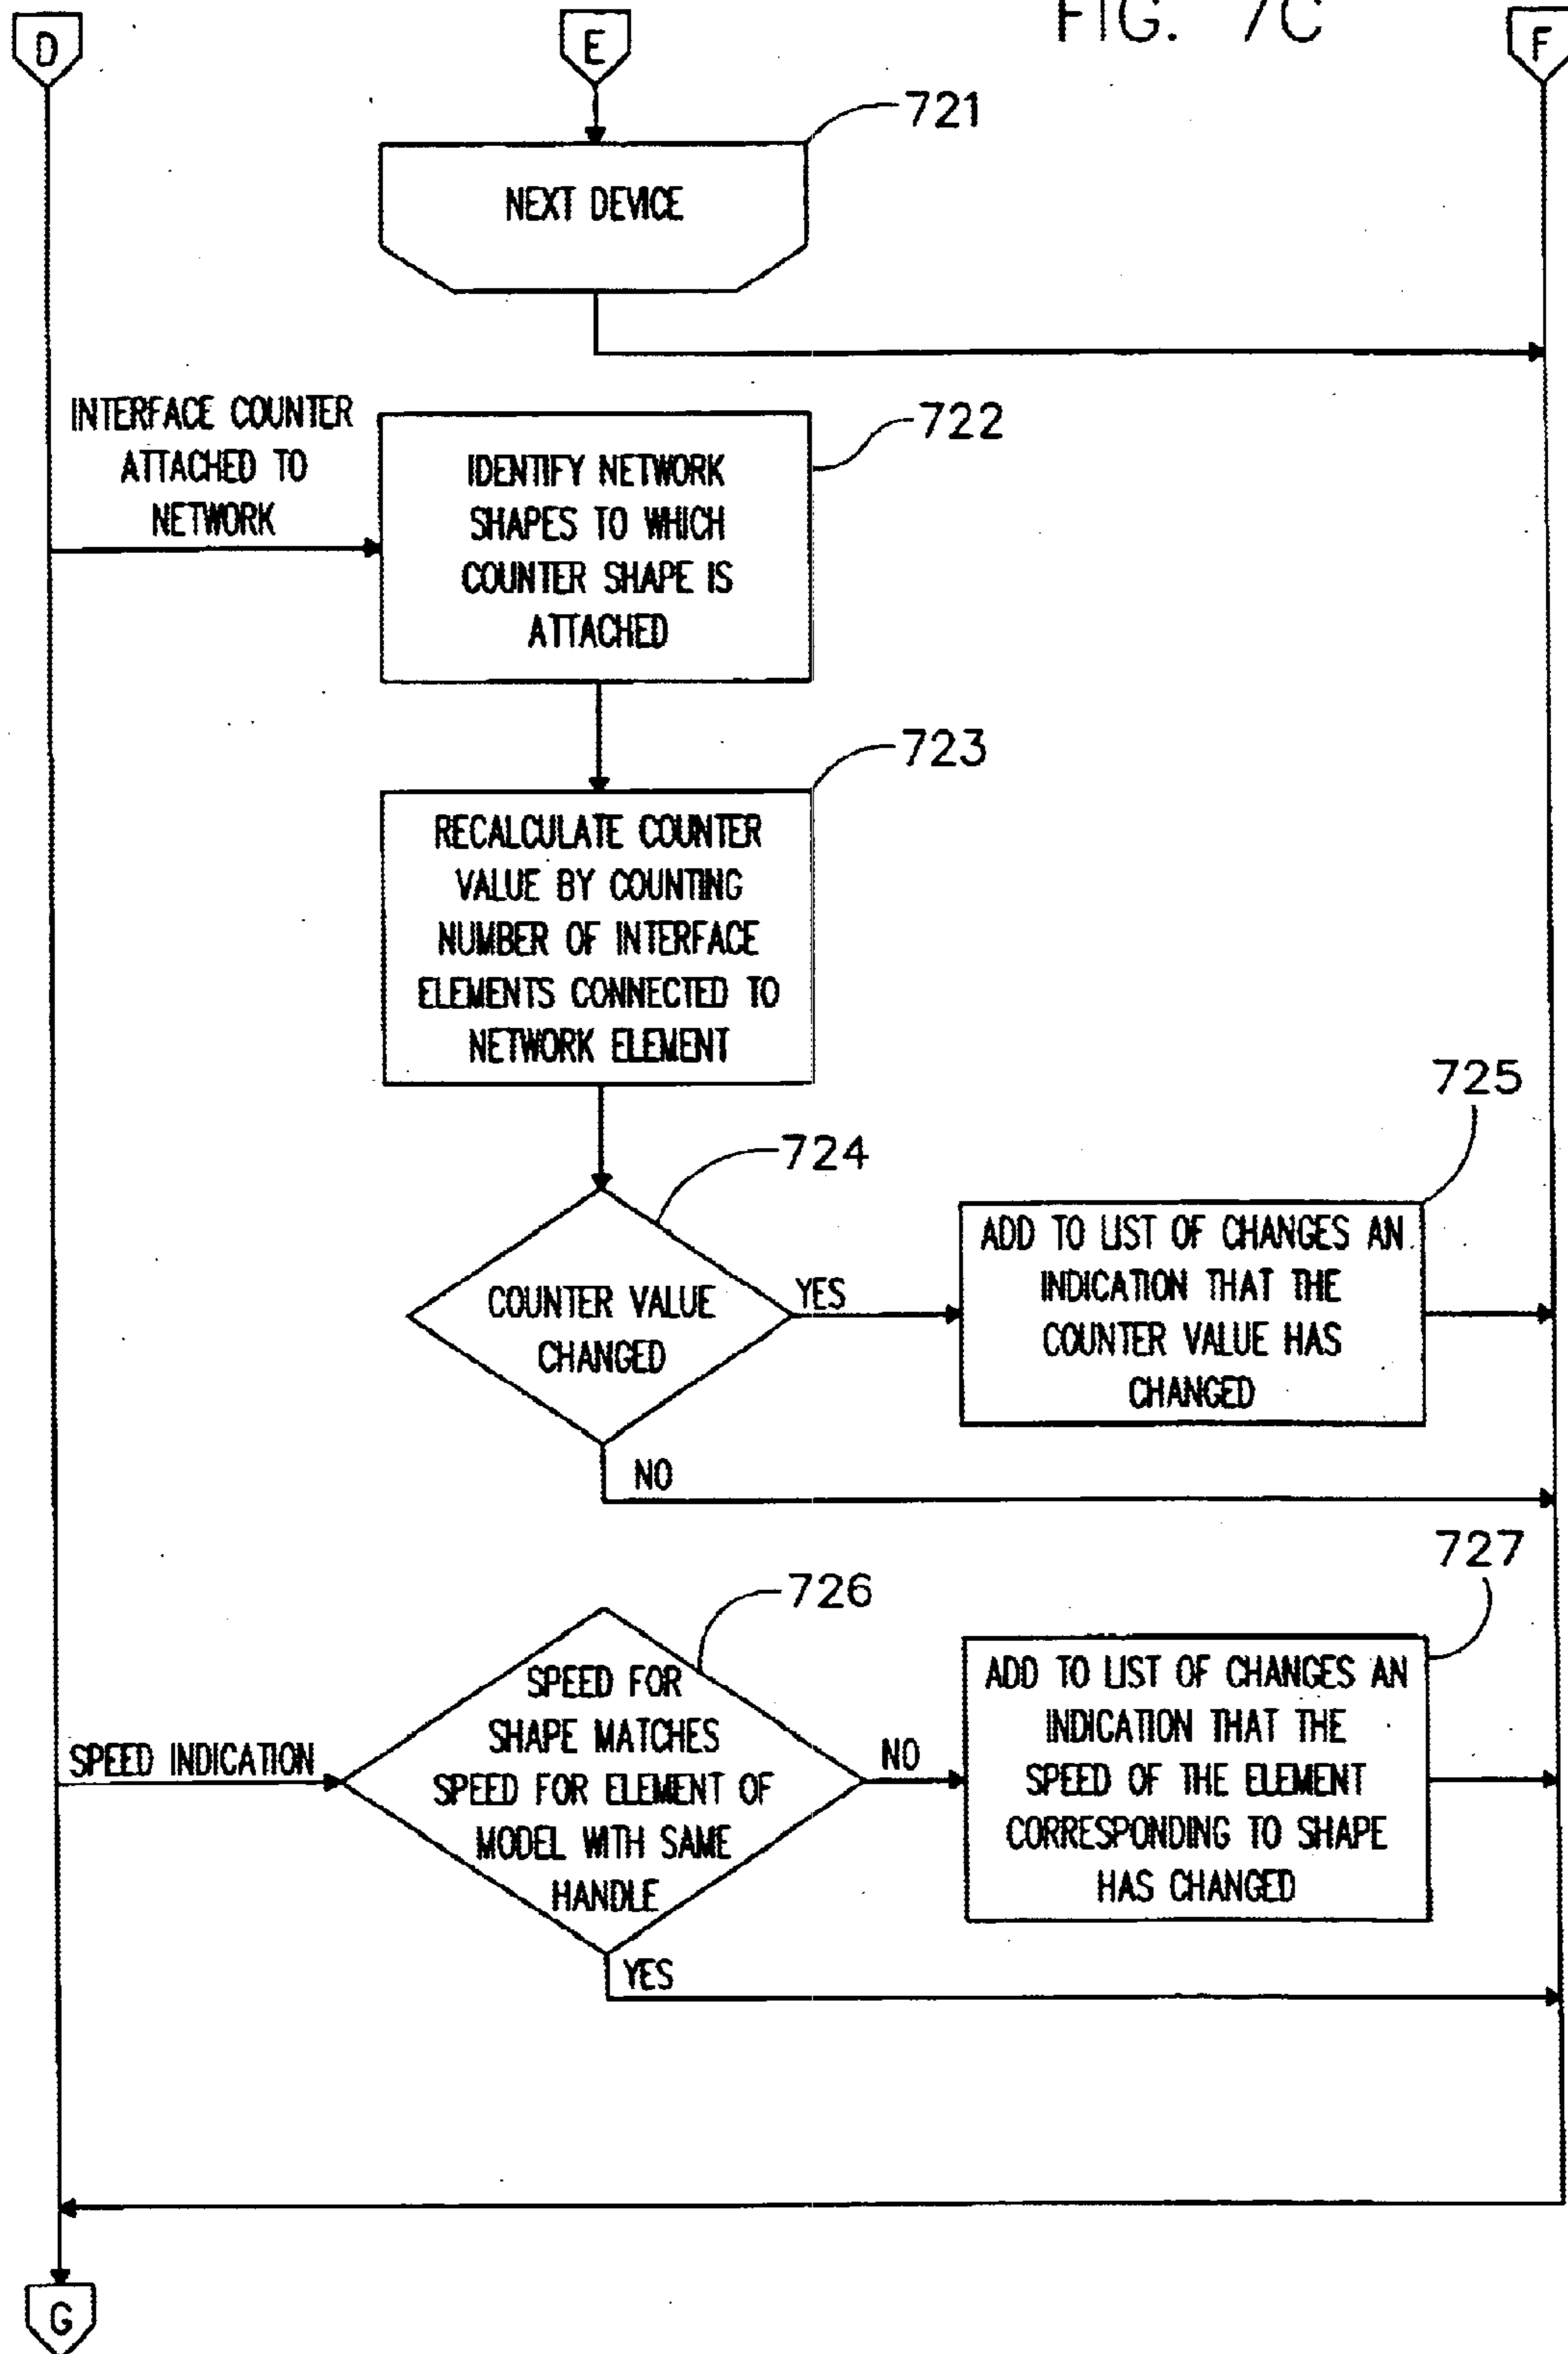 FIG. 7C
D
E
F
721
NEXT DEVICE
INTERFACE COUNTER
ATTACHED TO
NETWORK
722
IDENTIFY NETWORK
SHAPES TO WHICH
COUNTER SHAPE IS
ATTACHED
723
RECALCULATE COUNTER
VALUE BY COUNTING
NUMBER OF INTERFACE
ELEMENTS CONNECTED TO
NETWORK ELEMENT
724
COUNTER VALUE
CHANGED
YES
NO
725
ADD TO LIST OF CHANGES AN
INDICATION THAT THE
COUNTER VALUE HAS
CHANGED
SPEED INDICATION
726
SPEED FOR
SHAPE MATCHES
SPEED FOR ELEMENT OF
MODEL WITH SAME
HANDLE
NO
YES
727
ADD TO LIST OF CHANGES AN
INDICATION THAT THE
SPEED OF THE ELEMENT
CORRESPONDING TO SHAPE
HAS CHANGED
G